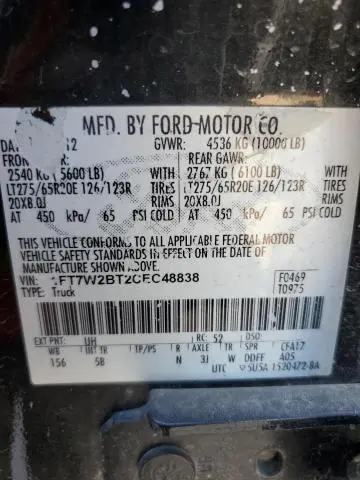 MFD. BY FORD MOTOR CO.
GVWR: 4536 KG (10000 LB)
2540 KG (5600 LB) WITH 2767 KG (6100 LB) WITH
REAR GAWR:
LT275/65R20E 126/123R TIRES LT275/65R20E 126/123R TIRES
20X8.0J RIMS 20X8.0J RIMS
AT 450 kPa/ 65 PSI COLD AT 450 kPa/ 65 PSI COLD
THIS VEHICLE CONFORMS TO ALL APPLICABLE FEDERAL MOTOR
VEHICLE SAFETY STANDARDS IN EFFECT ON THE DATE OF
MANUFACTURE SHOWN ABOVE.
VIN: FT7W2BT2CEC48838
TYPE: Truck
F0469
T0975
EXT PNT: UH RC: 52 DSO:
WB BRK INT TR TP/PS R AXLE TR SPR CFA17
156 5B N 3J W DDFF A05
UTC